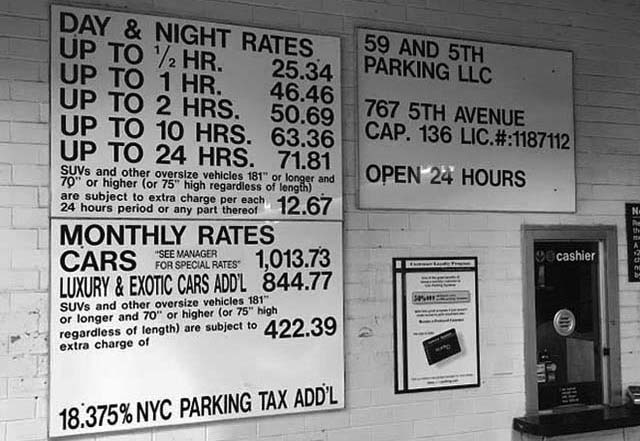 DAY & NIGHT RATES
UP TO ½ HR. 25.34
UP TO 1 HR. 46.46
UP TO 2 HRS. 50.69
UP TO 10 HRS. 63.36
UP TO 24 HRS. 71.81
SUVs and other oversize vehicles 181" or longer and
70" or higher (or 75" high regardless of length)
are subject to extra charge per each
24 hours period or any part thereof 12.67
MONTHLY RATES
CARS "SEE MANAGER FOR SPECIAL RATES" 1,013.73
LUXURY & EXOTIC CARS ADD'L 844.77
SUVs and other oversize vehicles 181"
or longer and 70" or higher (or 75" high
regardless of length) are subject to 422.39
extra charge of
18.375% NYC PARKING TAX ADD'L
59 AND 5TH
PARKING LLC
767 5TH AVENUE
CAP. 136 LIC.#:1187112
OPEN 24 HOURS
Customer Loyalty Program
50% OFF
cashier